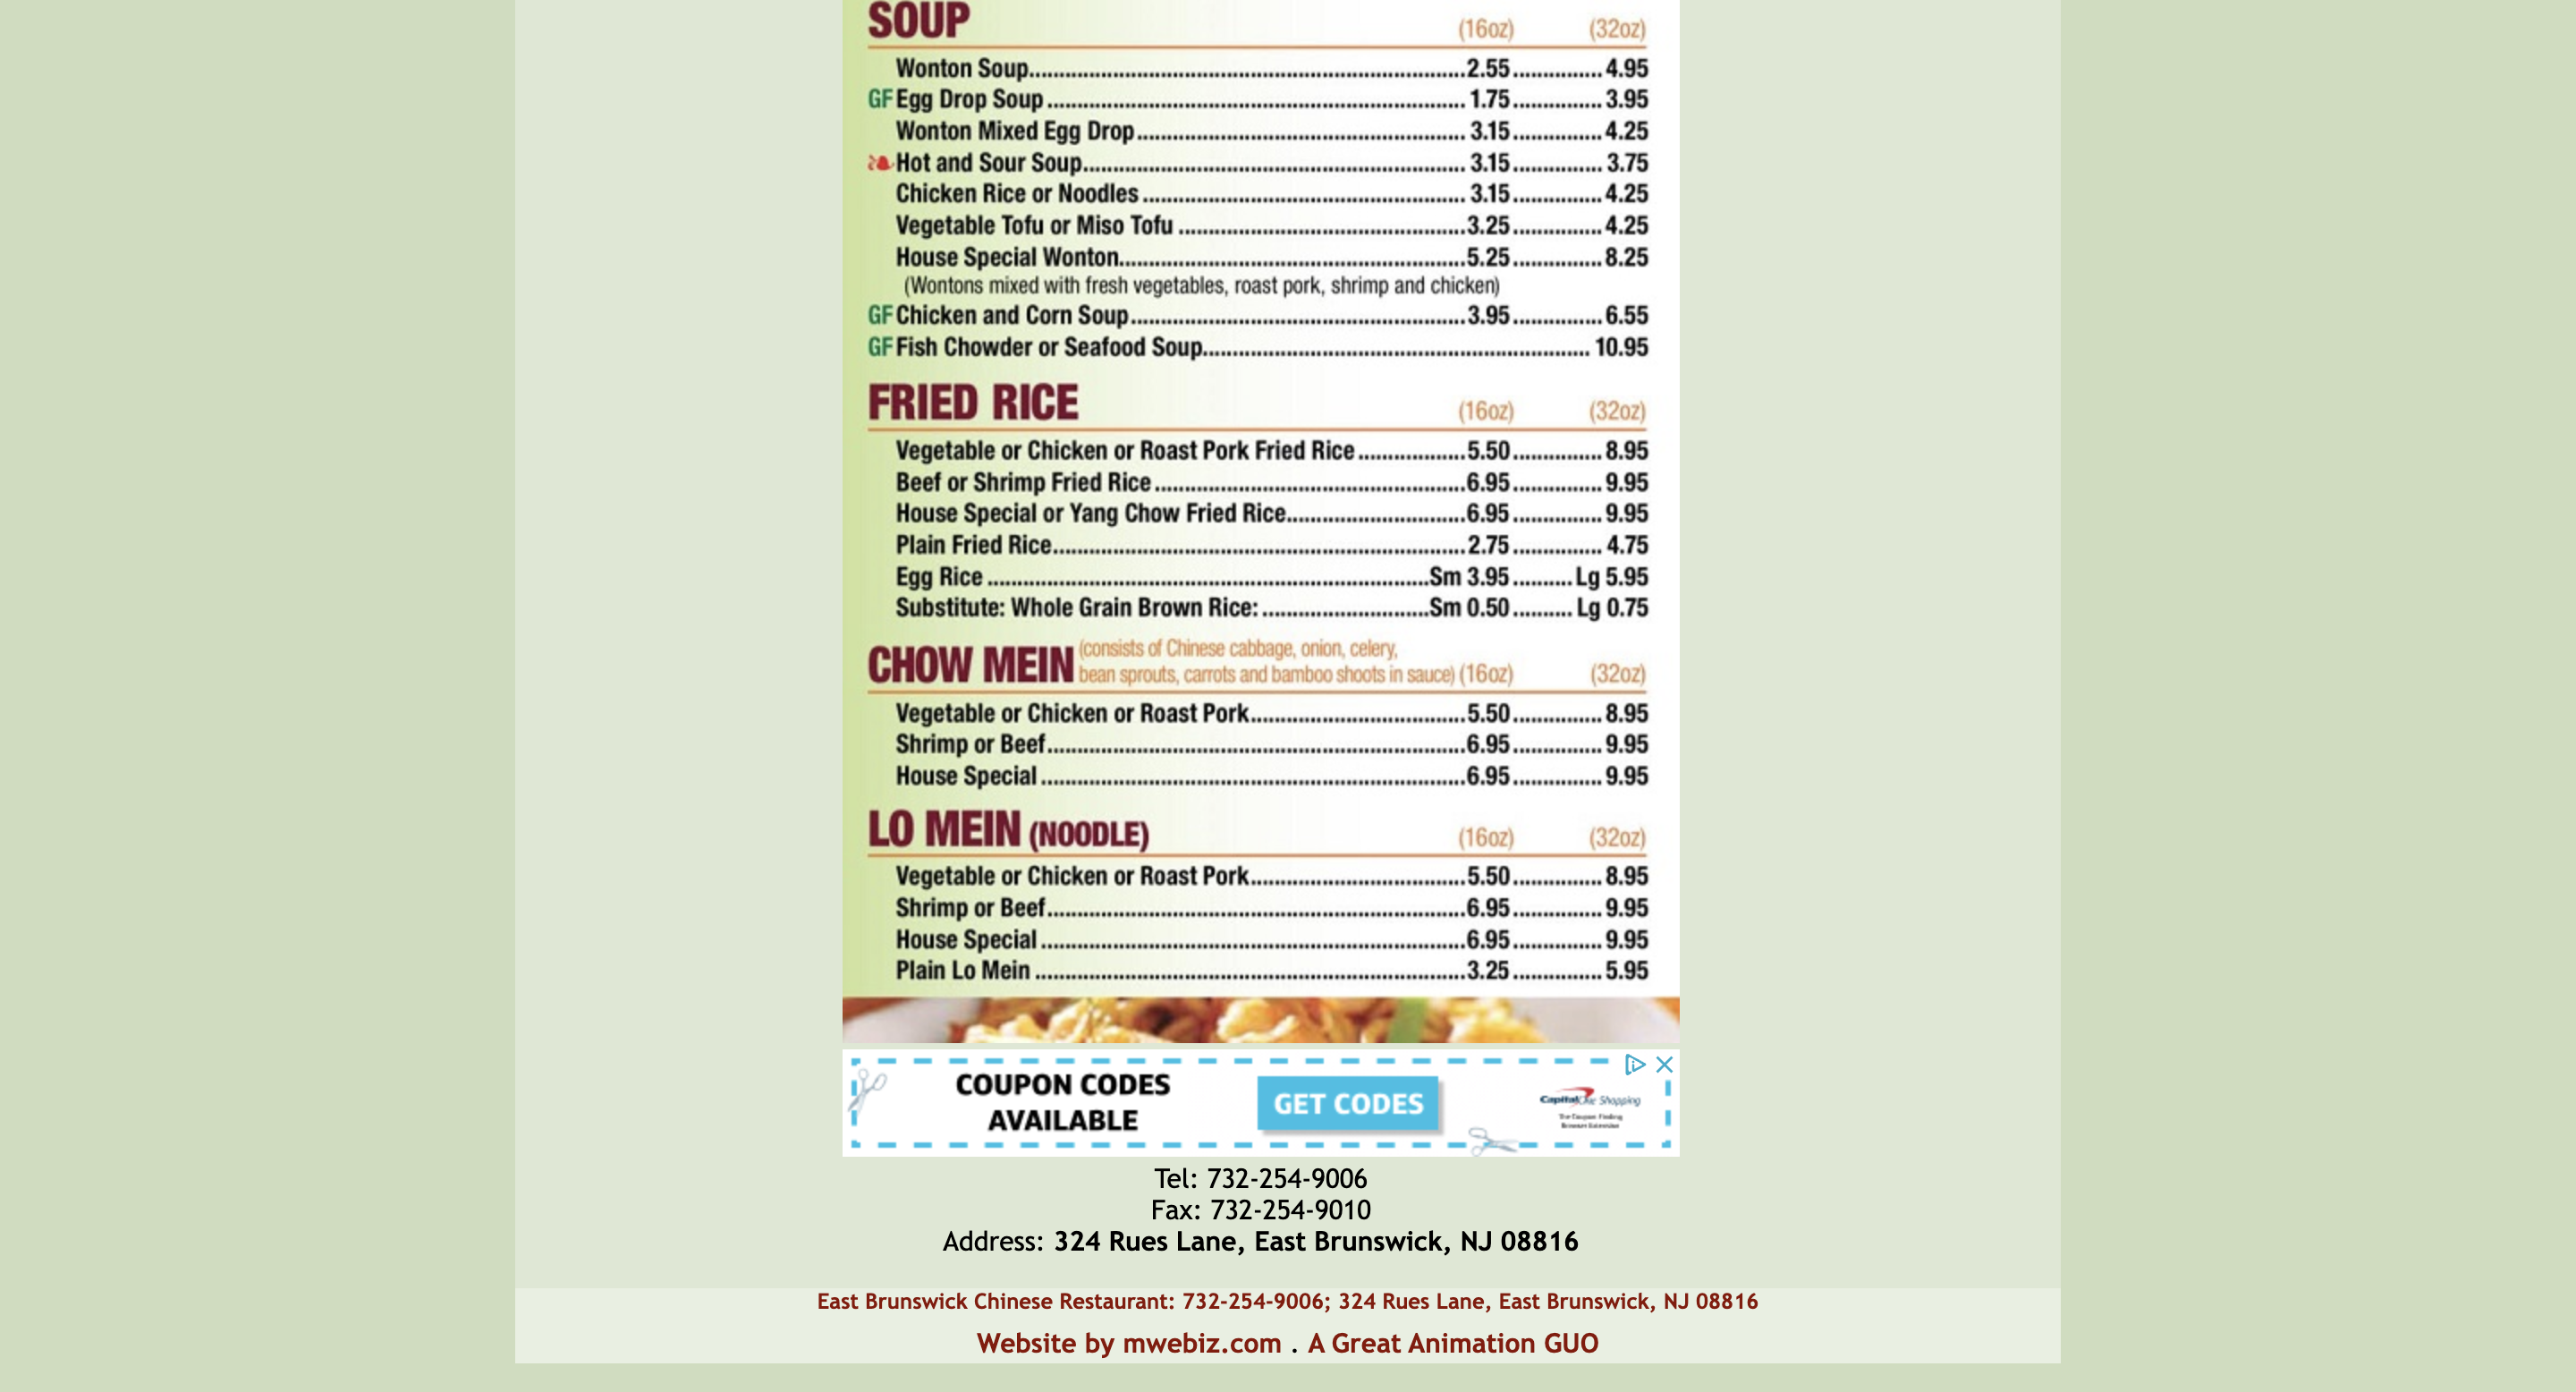 SOUP (16oz) (32oz)
Wonton Soup........2.55........4.95
GF Egg Drop Soup........1.75........3.95
Wonton Mixed Egg Drop........3.15........4.25
Hot and Sour Soup........3.15........3.75
Chicken Rice or Noodles........3.15........4.25
Vegetable Tofu or Miso Tofu........3.25........4.25
House Special Wonton........5.25........8.25
(Wontons mixed with fresh vegetables, roast pork, shrimp and chicken)
GF Chicken and Corn Soup........3.95........6.55
GF Fish Chowder or Seafood Soup........10.95
FRIED RICE (16oz) (32oz)
Vegetable or Chicken or Roast Pork Fried Rice........5.50........8.95
Beef or Shrimp Fried Rice........6.95........9.95
House Special or Yang Chow Fried Rice........6.95........9.95
Plain Fried Rice........2.75........4.75
Egg Rice........Sm 3.95........Lg 5.95
Substitute: Whole Grain Brown Rice:........Sm 0.50........Lg 0.75
CHOW MEIN (consists of Chinese cabbage, onion, celery,
bean sprouts, carrots and bamboo shoots in sauce) (16oz) (32oz)
Vegetable or Chicken or Roast Pork........5.50........8.95
Shrimp or Beef........6.95........9.95
House Special........6.95........9.95
LO MEIN (NOODLE) (16oz) (32oz)
Vegetable or Chicken or Roast Pork........5.50........8.95
Shrimp or Beef........6.95........9.95
House Special........6.95........9.95
Plain Lo Mein........3.25........5.95
COUPON CODES
AVAILABLE
GET CODES
CapitalOne Shopping
The Coupon Finding
Browser Extension
Tel: 732-254-9006
Fax: 732-254-9010
Address: 324 Rues Lane, East Brunswick, NJ 08816
East Brunswick Chinese Restaurant: 732-254-9006; 324 Rues Lane, East Brunswick, NJ 08816
Website by mwebiz.com . A Great Animation GUO